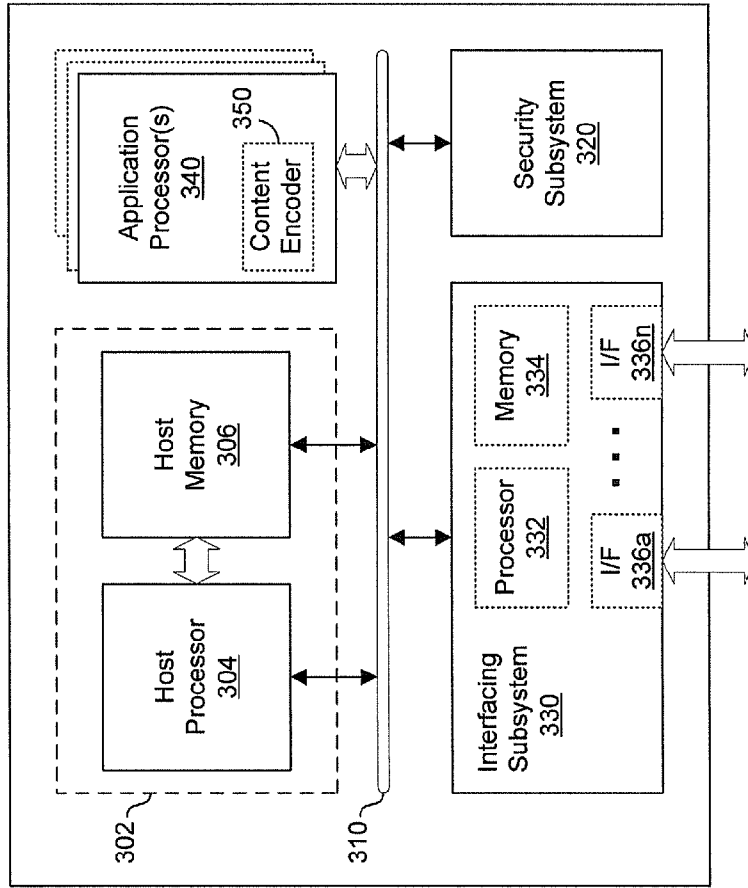 302
Host
Processor
304
Host
Memory
306
Application
Processor(s)
340
350
Content
Encoder
310
Interfacing
Subsystem
330
Processor
332
Memory
334
I/F
336a
I/F
336n
Security
Subsystem
320